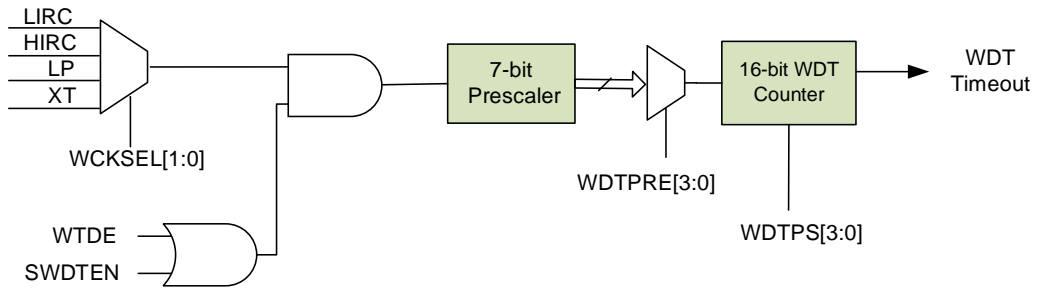 LIRC
HIRC
LP
XT
WCKSEL[1:0]
WTDE
SWDTEN
7-bit
Prescaler
WDTPRE[3:0]
16-bit WDT
Counter
WDTPS[3:0]
WDT
Timeout